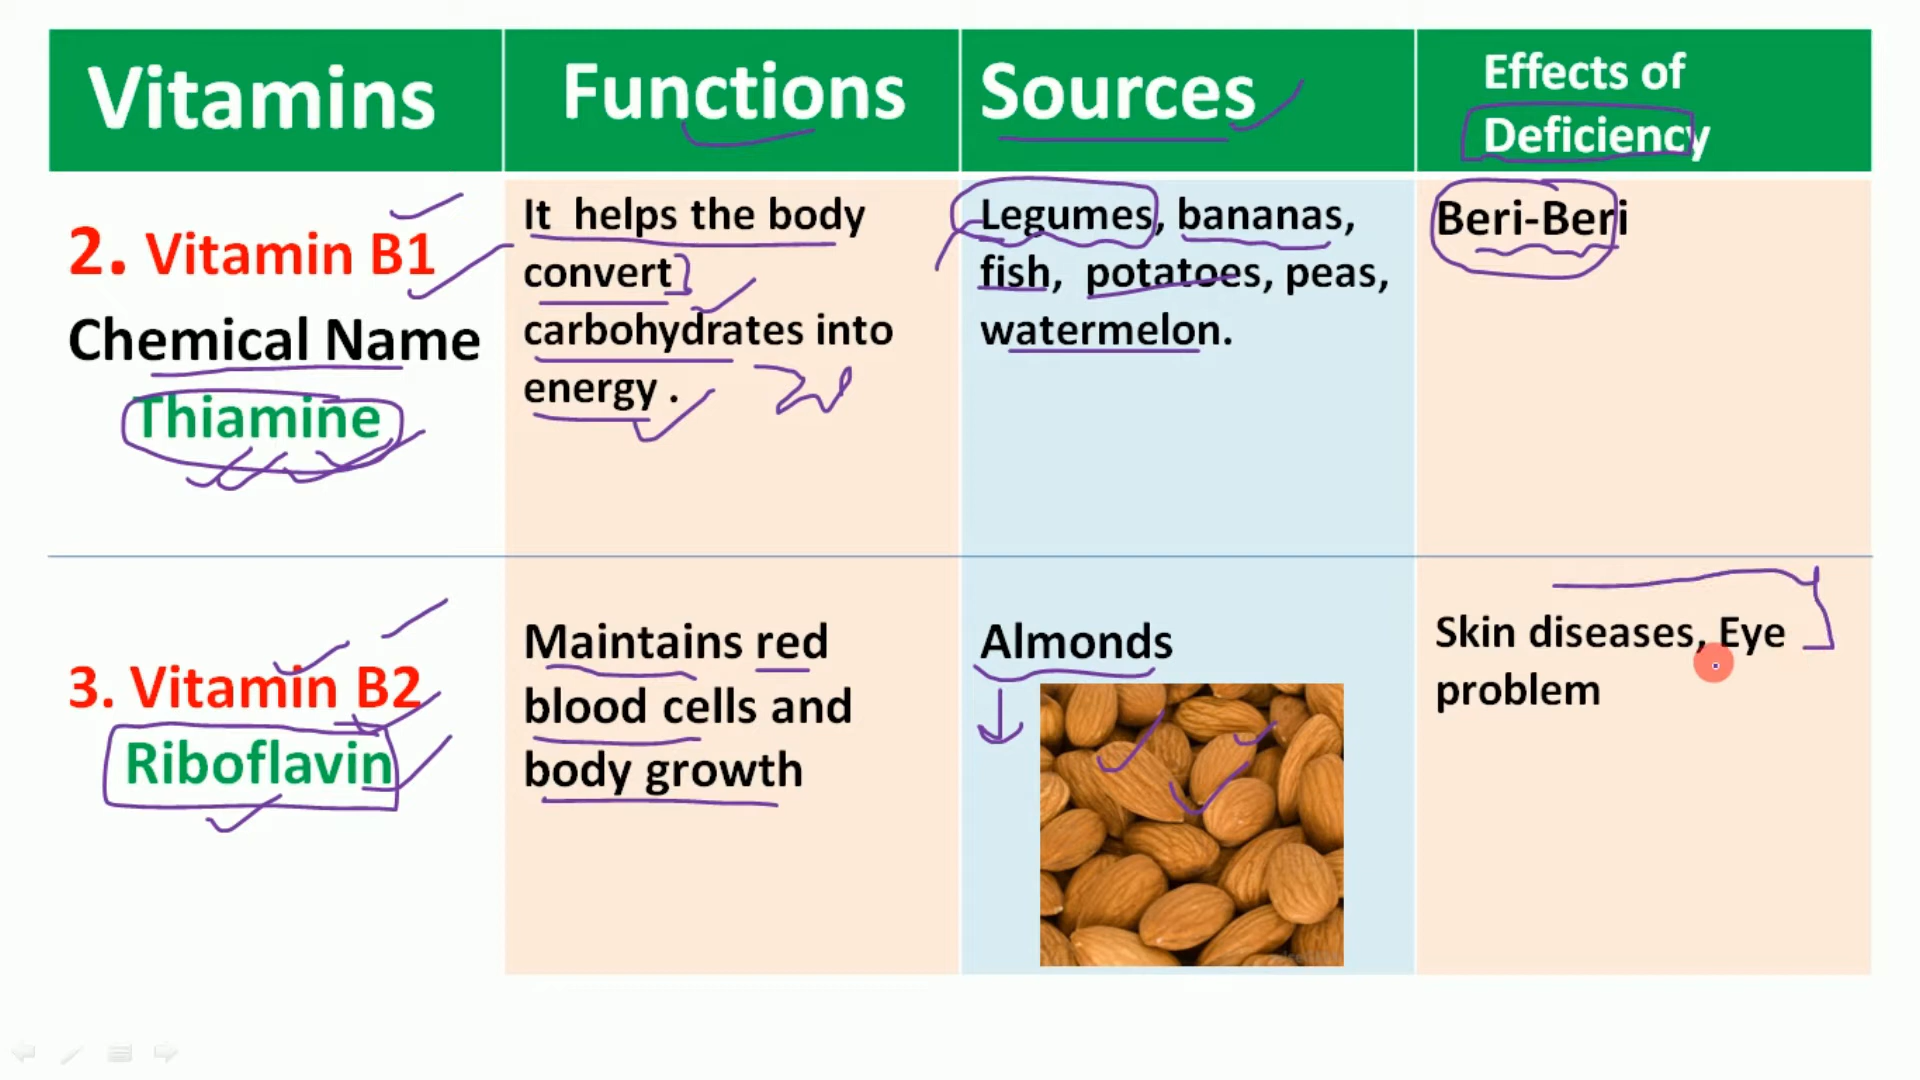 Vitamins
Functions
Sources
Effects of
Deficiency
2. Vitamin B1
Chemical Name
Thiamine
It helps the body
convert
carbohydrates into
energy .
Legumes, bananas,
fish, potatoes, peas,
watermelon.
Beri-Beri
3. Vitamin B2
Riboflavin
Maintains red
blood cells and
body growth
Almonds
Skin diseases, Eye
problem